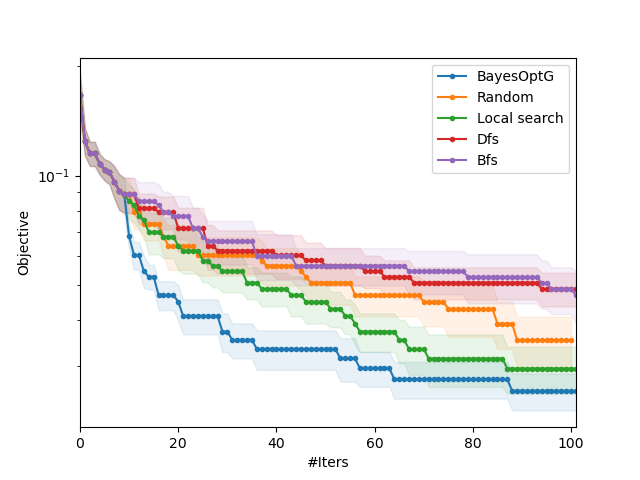 BayesOptG
Random
Local search
Dfs
Bfs
Objective
10⁻¹
0 20 40 60 80 100
#Iters